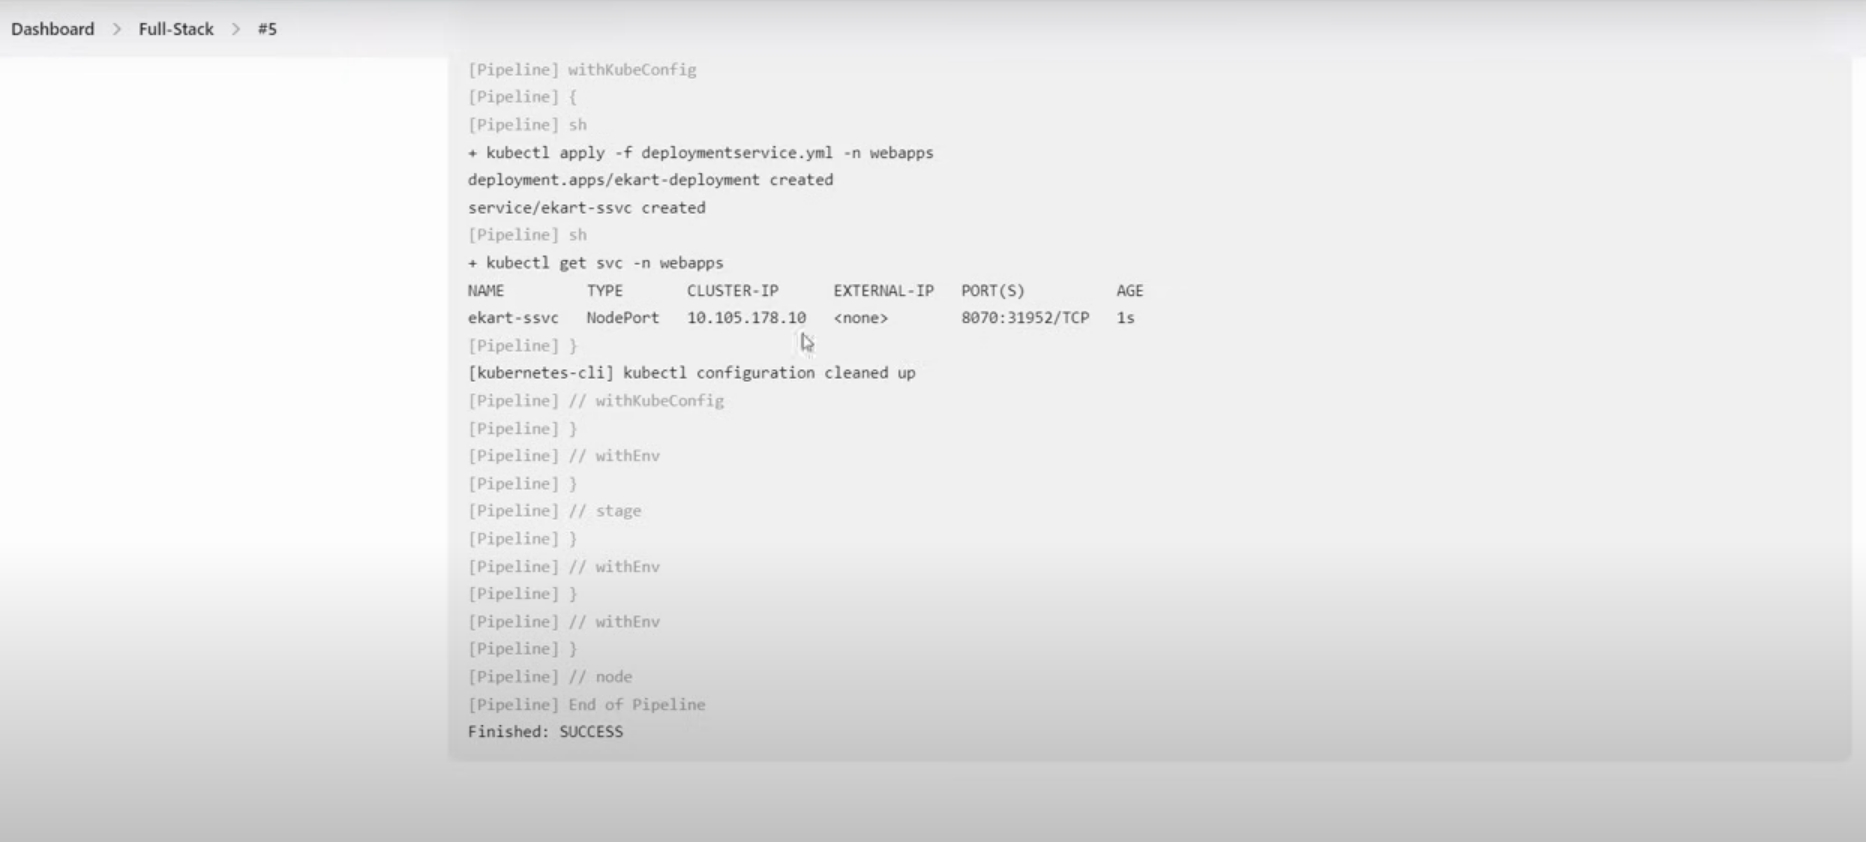 Dashboard > Full-Stack > #5
[Pipeline] withKubeConfig
[Pipeline] {
[Pipeline] sh
+ kubectl apply -f deploymentservice.yml -n webapps
deployment.apps/ekart-deployment created
service/ekart-ssvc created
[Pipeline] sh
+ kubectl get svc -n webapps
NAME TYPE CLUSTER-IP EXTERNAL-IP PORT(S) AGE
ekart-ssvc NodePort 10.105.178.10 <none> 8070:31952/TCP 1s
[Pipeline] }
[kubernetes-cli] kubectl configuration cleaned up
[Pipeline] // withKubeConfig
[Pipeline] }
[Pipeline] // withEnv
[Pipeline] }
[Pipeline] // stage
[Pipeline] }
[Pipeline] // withEnv
[Pipeline] }
[Pipeline] // withEnv
[Pipeline] }
[Pipeline] // node
[Pipeline] End of Pipeline
Finished: SUCCESS